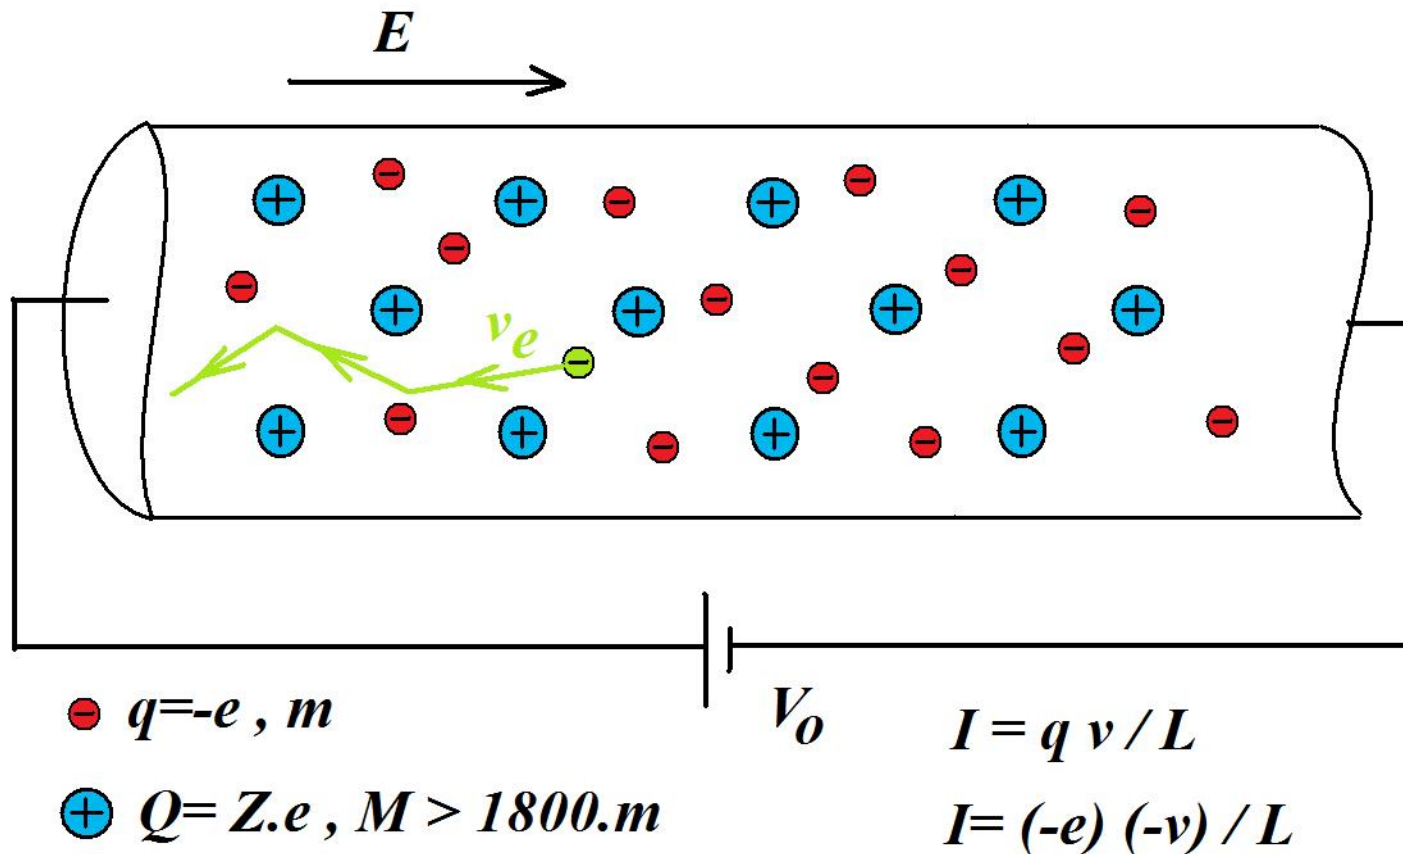 E
v_e
q=-e , m
V_o
I = q v / L
Q= Z.e , M > 1800.m
I= (-e) (-v) / L